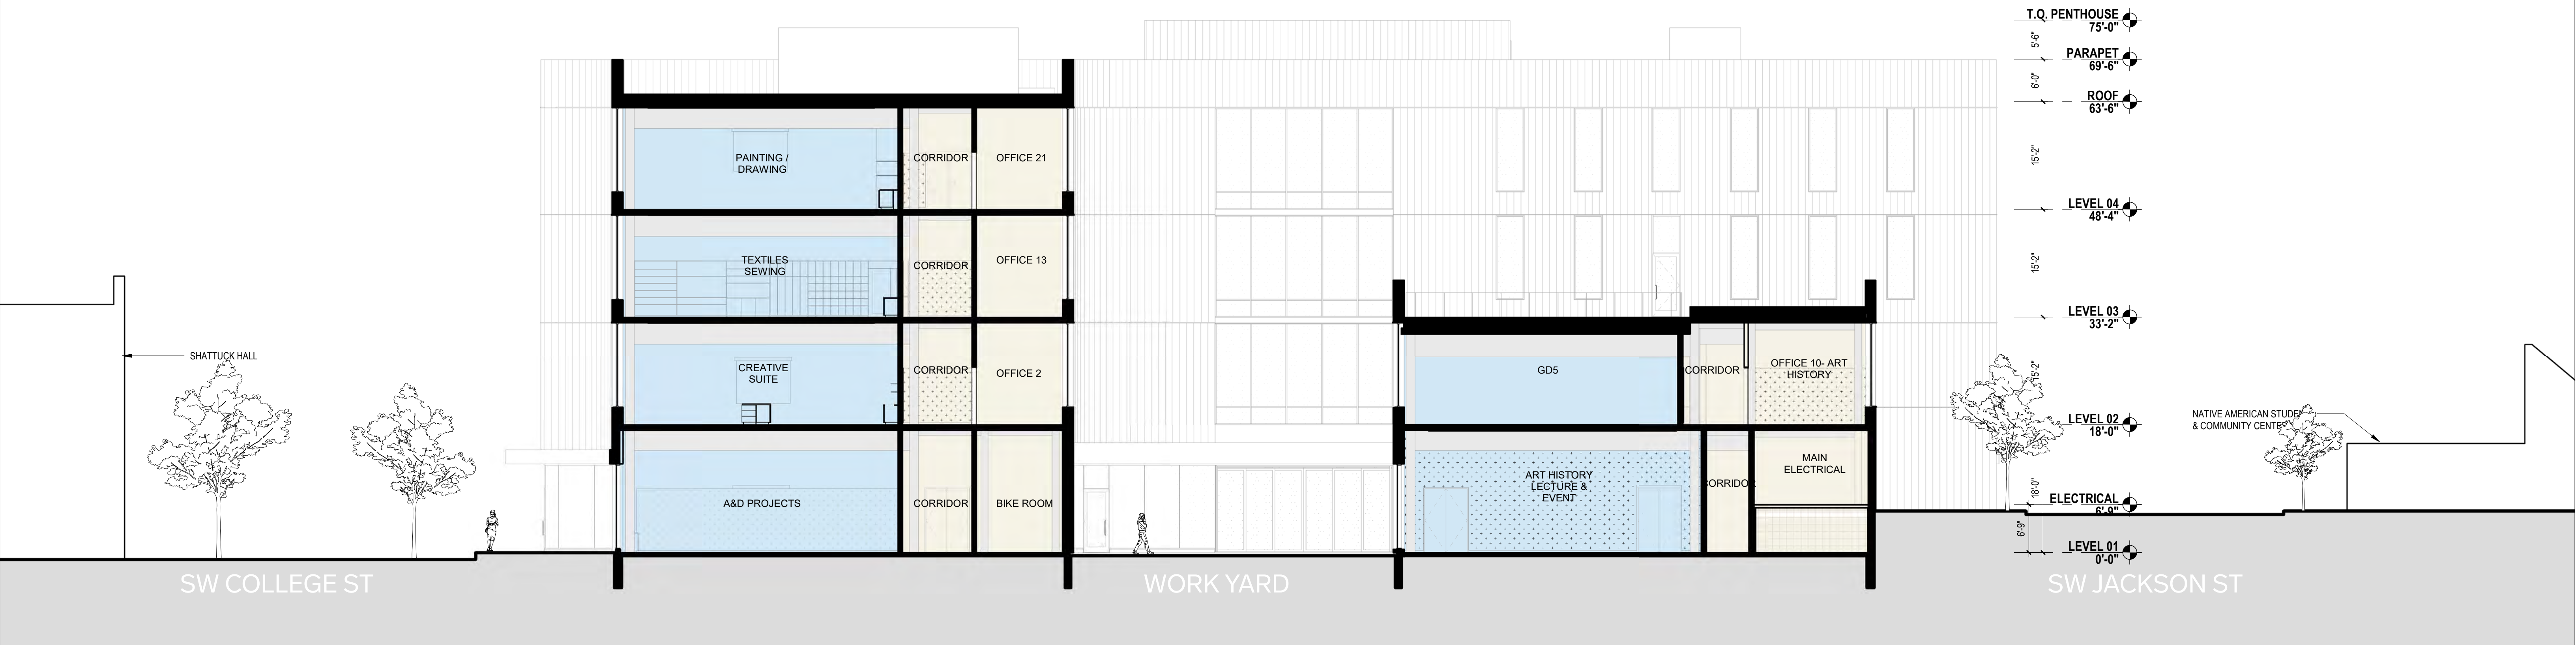 T.O. PENTHOUSE
75'-0"
5'-6"
PARAPET
69'-6"
6'-0"
ROOF
63'-6"
15'-2"
LEVEL 04
48'-4"
15'-2"
LEVEL 03
33'-2"
15'-2"
LEVEL 02
18'-0"
18'-0"
ELECTRICAL
6'-9"
6'-9"
LEVEL 01
0'-0"
PAINTING /
DRAWING
CORRIDOR
OFFICE 21
TEXTILES
SEWING
CORRIDOR
OFFICE 13
SHATTUCK HALL
CREATIVE
SUITE
CORRIDOR
OFFICE 2
GD5
CORRIDOR
OFFICE 10- ART
HISTORY
NATIVE AMERICAN STUDE
& COMMUNITY CENTE
A&D PROJECTS
CORRIDOR
BIKE ROOM
ART HISTORY
LECTURE &
EVENT
CORRIDOR
MAIN
ELECTRICAL
SW COLLEGE ST
WORK YARD
SW JACKSON ST